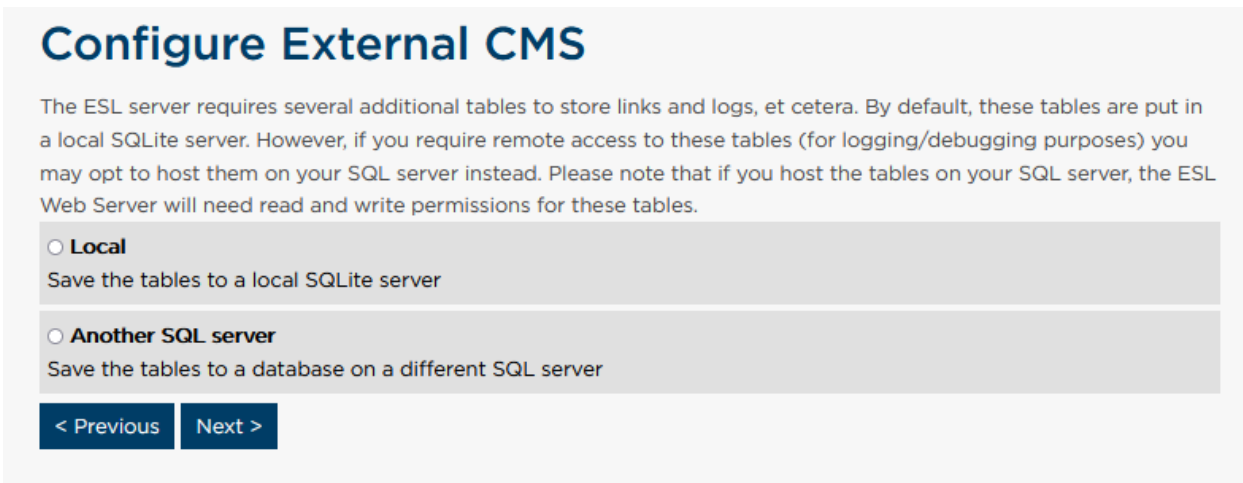 Configure External CMS
The ESL server requires several additional tables to store links and logs, et cetera. By default, these tables are put in
a local SQLite server. However, if you require remote access to these tables (for logging/debugging purposes) you
may opt to host them on your SQL server instead. Please note that if you host the tables on your SQL server, the ESL
Web Server will need read and write permissions for these tables.
Local
Save the tables to a local SQLite server
Another SQL server
Save the tables to a database on a different SQL server
< Previous Next >